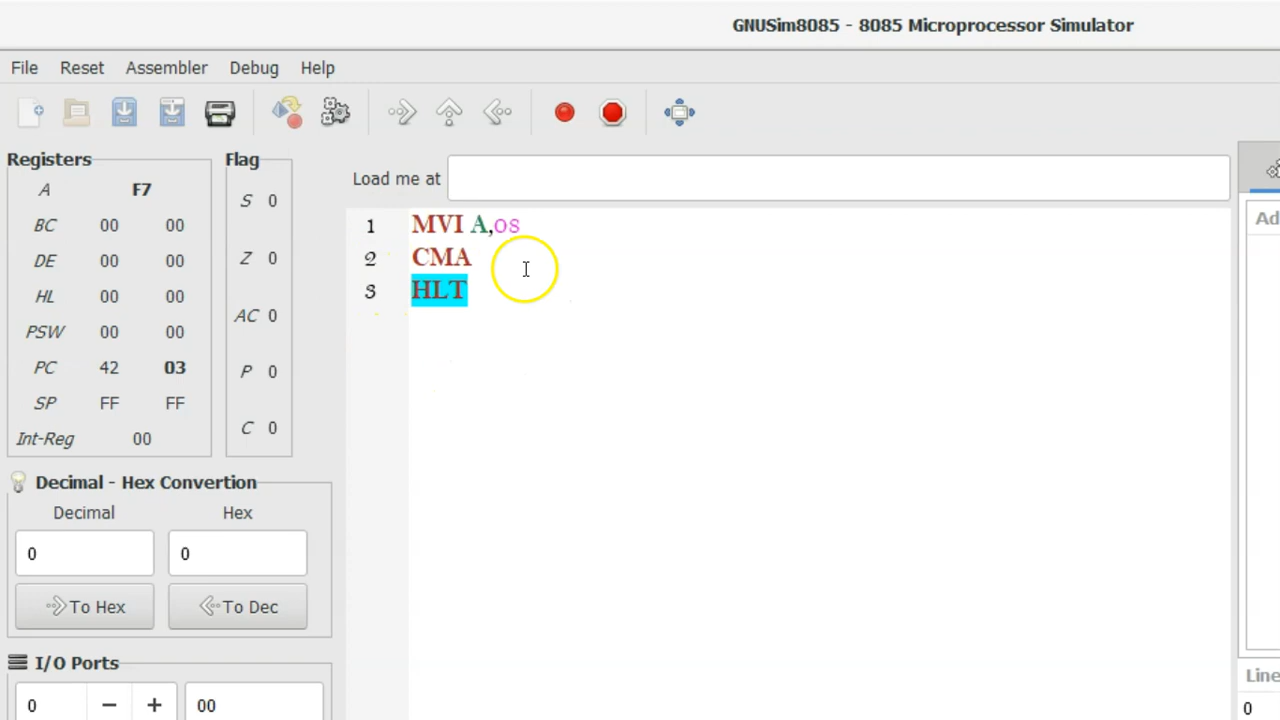 GNUSim8085 - 8085 Microprocessor Simulator
File Reset Assembler Debug Help
Registers
A F7
BC 00 00
DE 00 00
HL 00 00
PSW 00 00
PC 42 03
SP FF FF
Int-Reg 00
Flag
S 0
Z 0
AC 0
P 0
C 0
Load me at
1 MVI A,08
2 CMA
3 HLT
Decimal - Hex Convertion
Decimal Hex
0 0
To Hex To Dec
I/O Ports
0 − + 00
Ad
Line
0